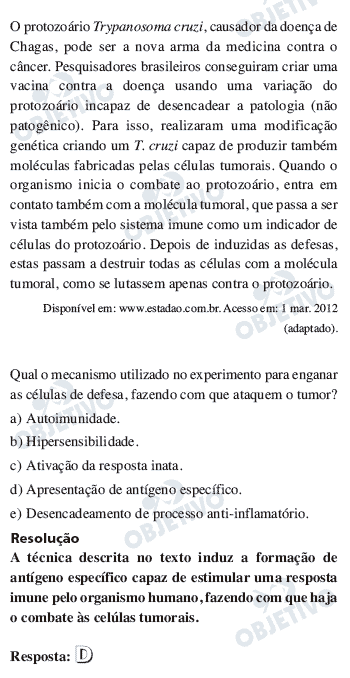 O protozoário Trypanosoma cruzi, causador da doença de
Chagas, pode ser a nova arma da medicina contra o
câncer. Pesquisadores brasileiros conseguiram criar uma
vacina contra a doença usando uma variação do
protozoário incapaz de desencadear a patologia (não
patogênico). Para isso, realizaram uma modificação
genética criando um T. cruzi capaz de produzir também
moléculas fabricadas pelas células tumorais. Quando o
organismo inicia o combate ao protozoário, entra em
contato também com a molécula tumoral, que passa a ser
vista também pelo sistema imune como um indicador de
células do protozoário. Depois de induzidas as defesas,
estas passam a destruir todas as células com a molécula
tumoral, como se lutassem apenas contra o protozoário.
Disponível em: www.estadao.com.br. Acesso em: 1 mar. 2012
(adaptado).
Qual o mecanismo utilizado no experimento para enganar
as células de defesa, fazendo com que ataquem o tumor?
a) Autoimunidade.
b) Hipersensibilidade.
c) Ativação da resposta inata.
d) Apresentação de antígeno específico.
e) Desencadeamento de processo anti-inflamatório.
Resolução
A técnica descrita no texto induz a formação de
antígeno específico capaz de estimular uma resposta
imune pelo organismo humano, fazendo com que haja
o combate às celúlas tumorais.
Resposta: D
OBJETIVO
OBJETIVO
OBJETIVO
OBJETIVO
OBJETIVO
OBJETIVO
OBJETIVO